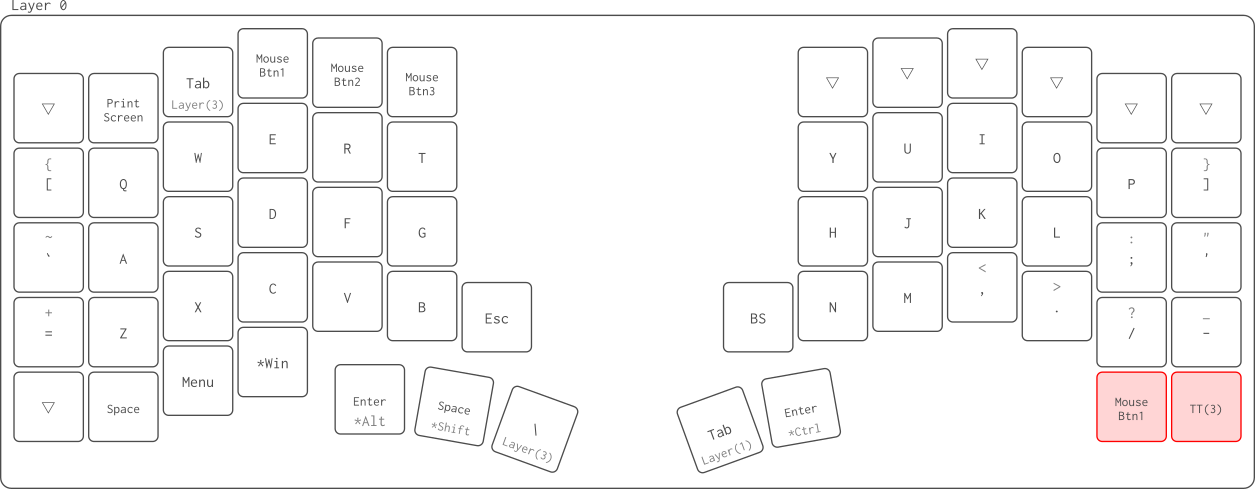 Layer 0
▽
Print
Screen
Tab
Layer(3)
Mouse
Btn1
Mouse
Btn2
Mouse
Btn3
▽
▽
▽
▽
▽
▽
{
[
Q
W
E
R
T
Y
U
I
O
P
}
]
~
`
A
S
D
F
G
H
J
K
L
:
;
"
'
+
=
Z
X
C
V
B
Esc
BS
N
M
<
,
>
.
?
/
_
-
▽
Space
Menu
*Win
Enter
*Alt
Space
*Shift
\
Layer(3)
Tab
Layer(1)
Enter
*Ctrl
Mouse
Btn1
TT(3)